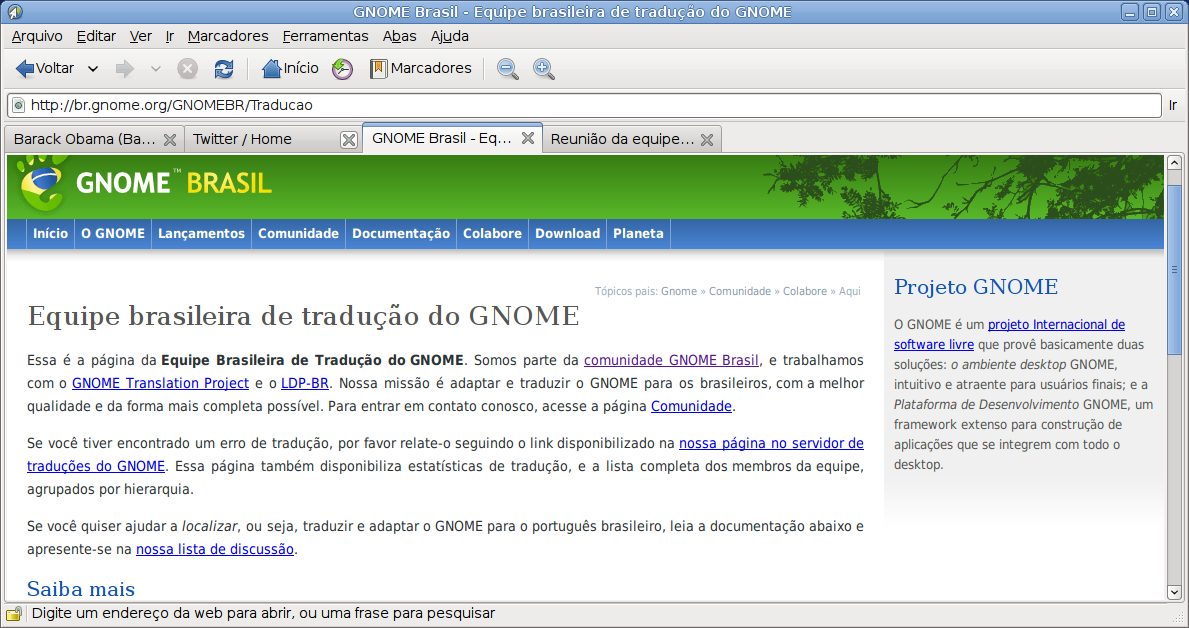 GNOME Brasil - Equipe brasileira de tradução do GNOME
Arquivo Editar Ver Ir Marcadores Ferramentas Abas Ajuda
Voltar Início Marcadores
http://br.gnome.org/GNOMEBR/Traducao Ir
Barack Obama (Ba... Twitter / Home GNOME Brasil - Eq... Reunião da equipe...
GNOME™ BRASIL
Início O GNOME Lançamentos Comunidade Documentação Colabore Download Planeta
Tópicos pais: Gnome » Comunidade » Colabore » Aqui
Equipe brasileira de tradução do GNOME
Essa é a página da Equipe Brasileira de Tradução do GNOME. Somos parte da comunidade GNOME Brasil, e trabalhamos
com o GNOME Translation Project e o LDP-BR. Nossa missão é adaptar e traduzir o GNOME para os brasileiros, com a melhor
qualidade e da forma mais completa possível. Para entrar em contato conosco, acesse a página Comunidade.
Se você tiver encontrado um erro de tradução, por favor relate-o seguindo o link disponibilizado na nossa página no servidor de
traduções do GNOME. Essa página também disponibiliza estatísticas de tradução, e a lista completa dos membros da equipe,
agrupados por hierarquia.
Se você quiser ajudar a localizar, ou seja, traduzir e adaptar o GNOME para o português brasileiro, leia a documentação abaixo e
apresente-se na nossa lista de discussão.
Saiba mais
Projeto GNOME
O GNOME é um projeto Internacional de
software livre que provê basicamente duas
soluções: o ambiente desktop GNOME,
intuitivo e atraente para usuários finais; e a
Plataforma de Desenvolvimento GNOME, um
framework extenso para construção de
aplicações que se integrem com todo o
desktop.
Digite um endereço da web para abrir, ou uma frase para pesquisar